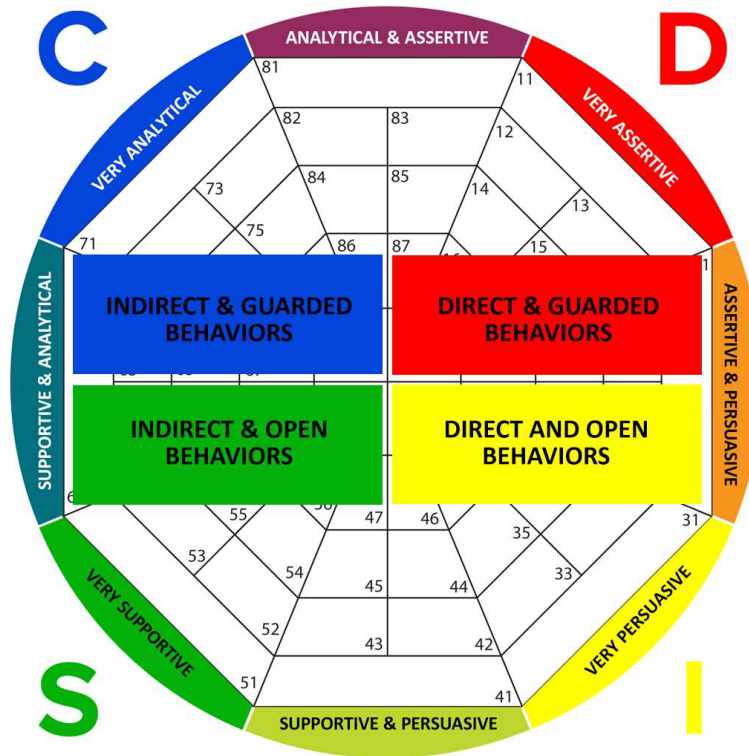 C
D
ANALYTICAL & ASSERTIVE
VERY ANALYTICAL
VERY ASSERTIVE
81
11
82
83
12
73
84
85
14
13
75
71
86
87
15
INDIRECT & GUARDED
BEHAVIORS
DIRECT & GUARDED
BEHAVIORS
SUPPORTIVE & ANALYTICAL
ASSERTIVE & PERSUASIVE
INDIRECT & OPEN
BEHAVIORS
DIRECT AND OPEN
BEHAVIORS
47
46
31
55
35
53
54
45
44
33
52
43
42
VERY SUPPORTIVE
VERY PERSUASIVE
51
41
SUPPORTIVE & PERSUASIVE
S
I